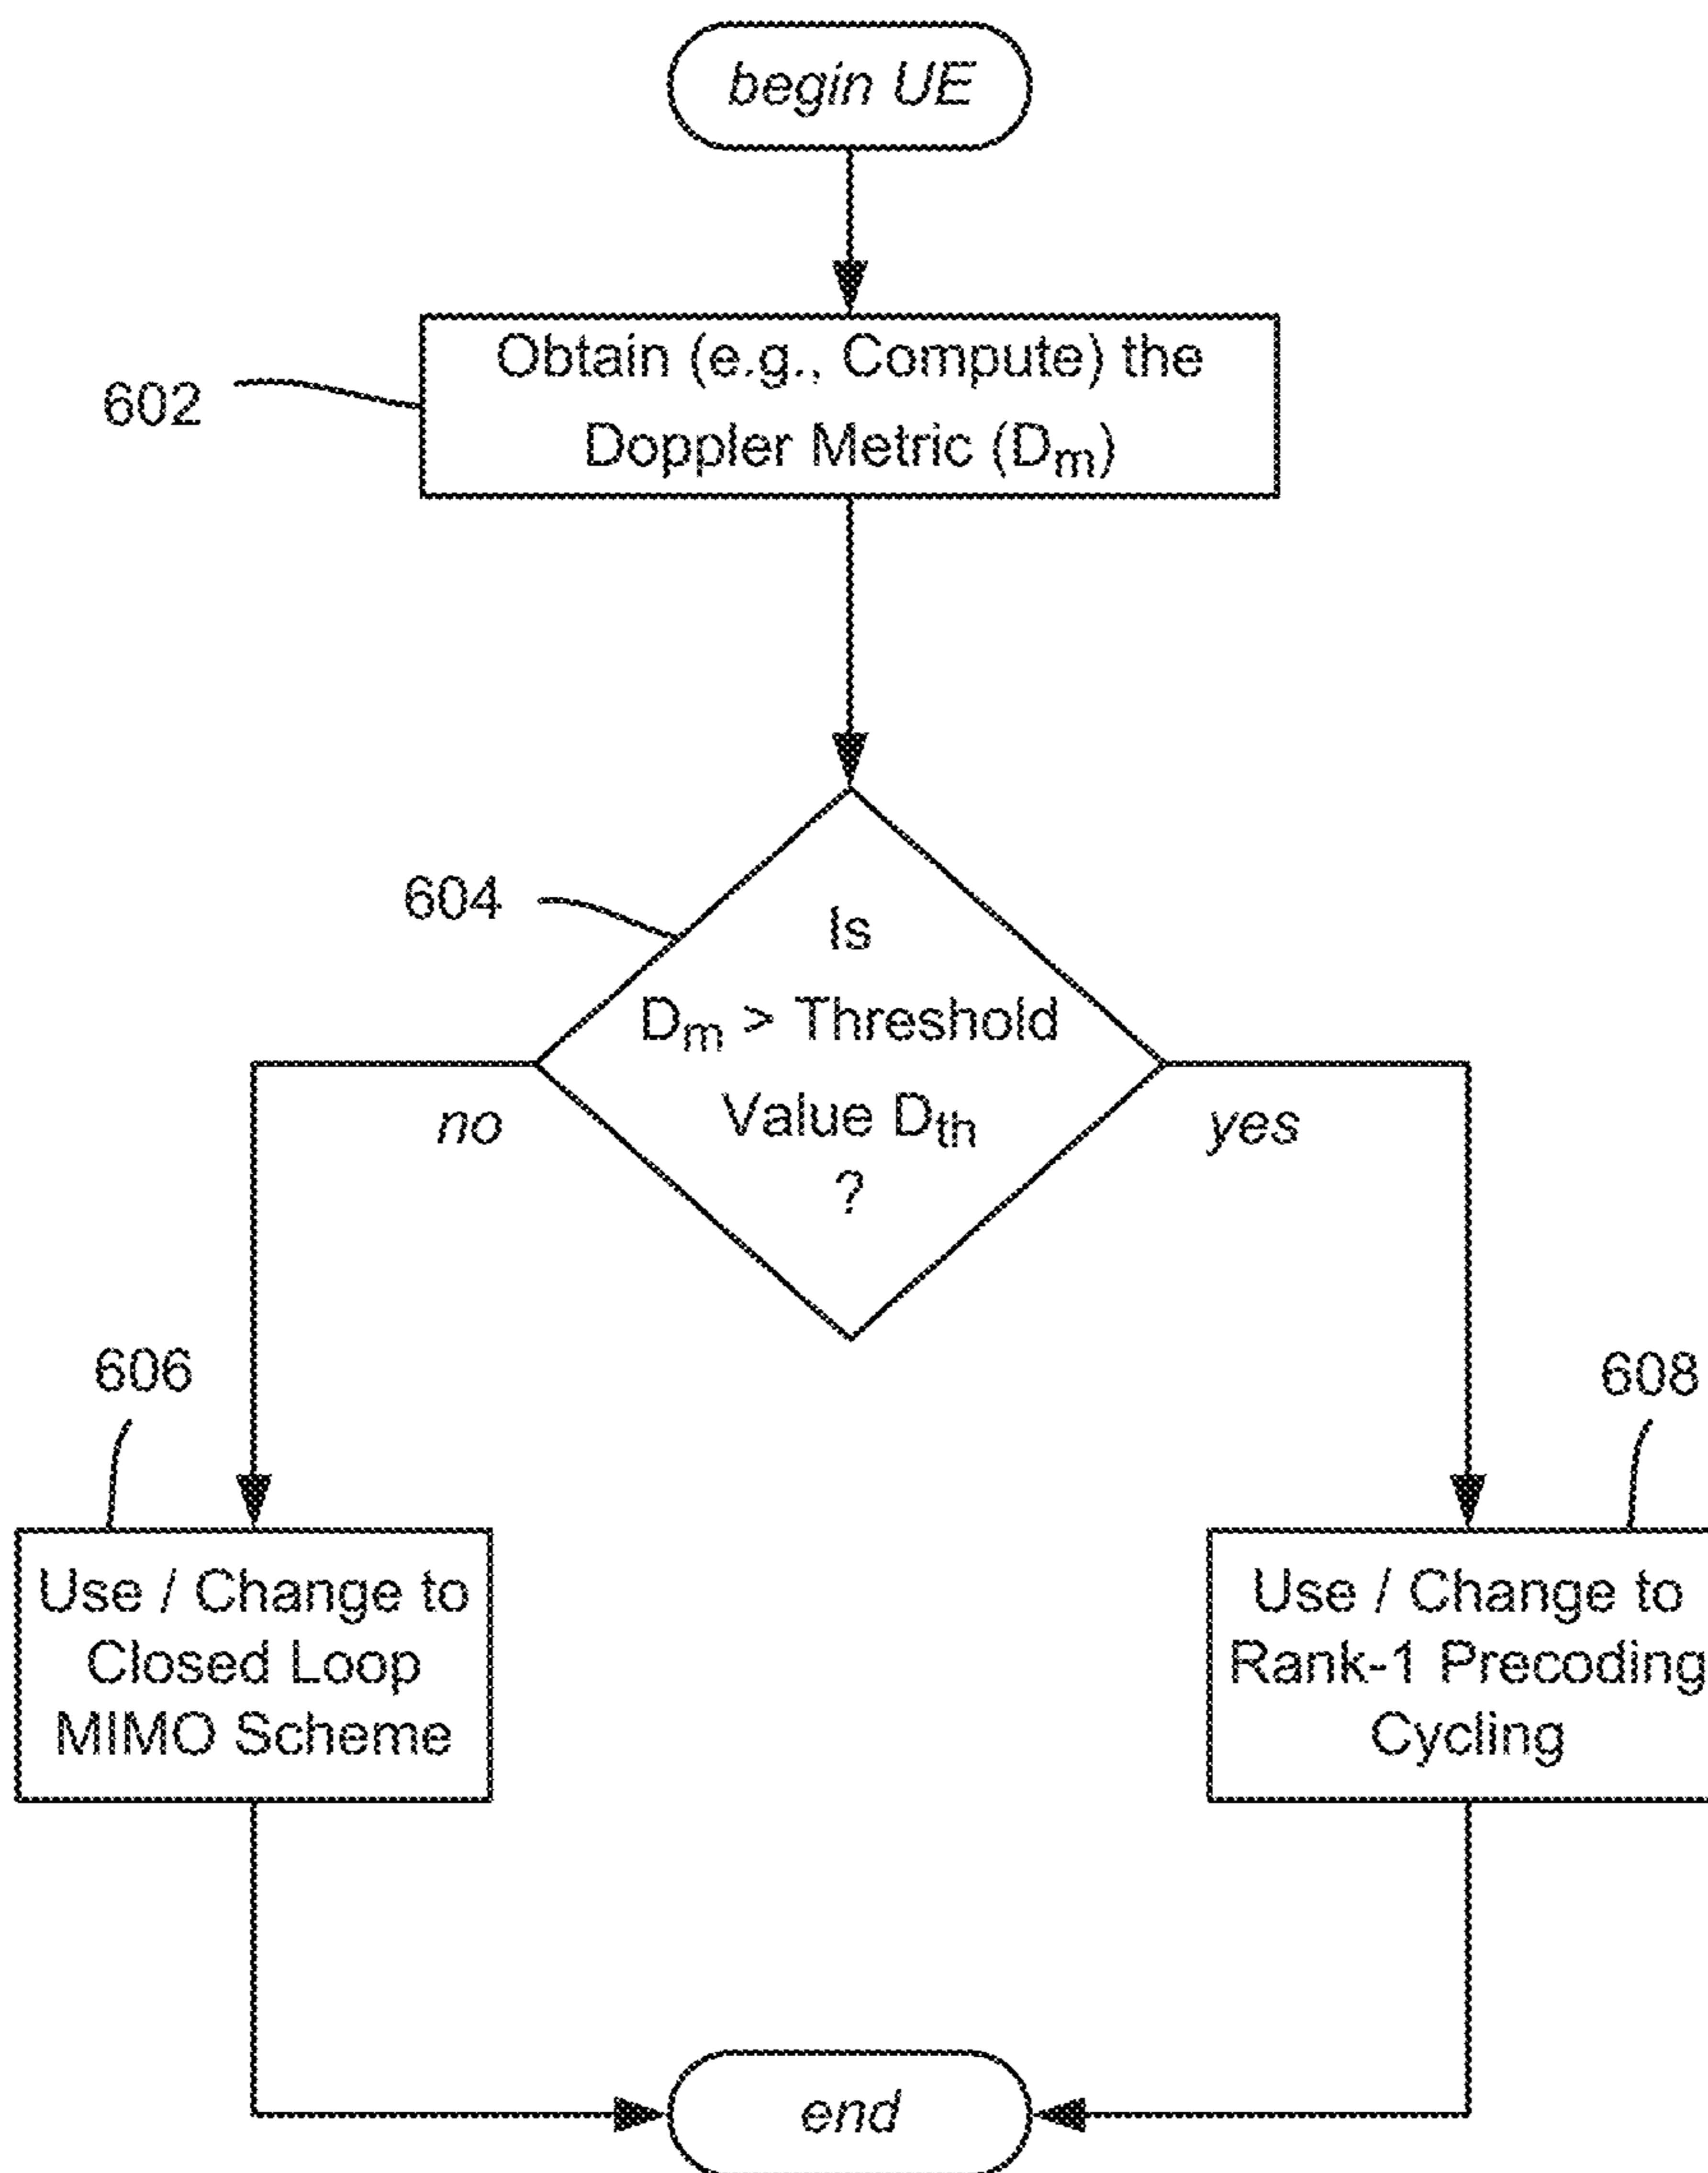 begin UE
Obtain (e.g., Compute) the
602
Doppler Metric (Dm)
604
Is
Dm > Threshold
Value Dth
?
no
yes
606
608
Use / Change to
Closed Loop
MIMO Scheme
Use / Change to
Rank-1 Precoding
Cycling
end